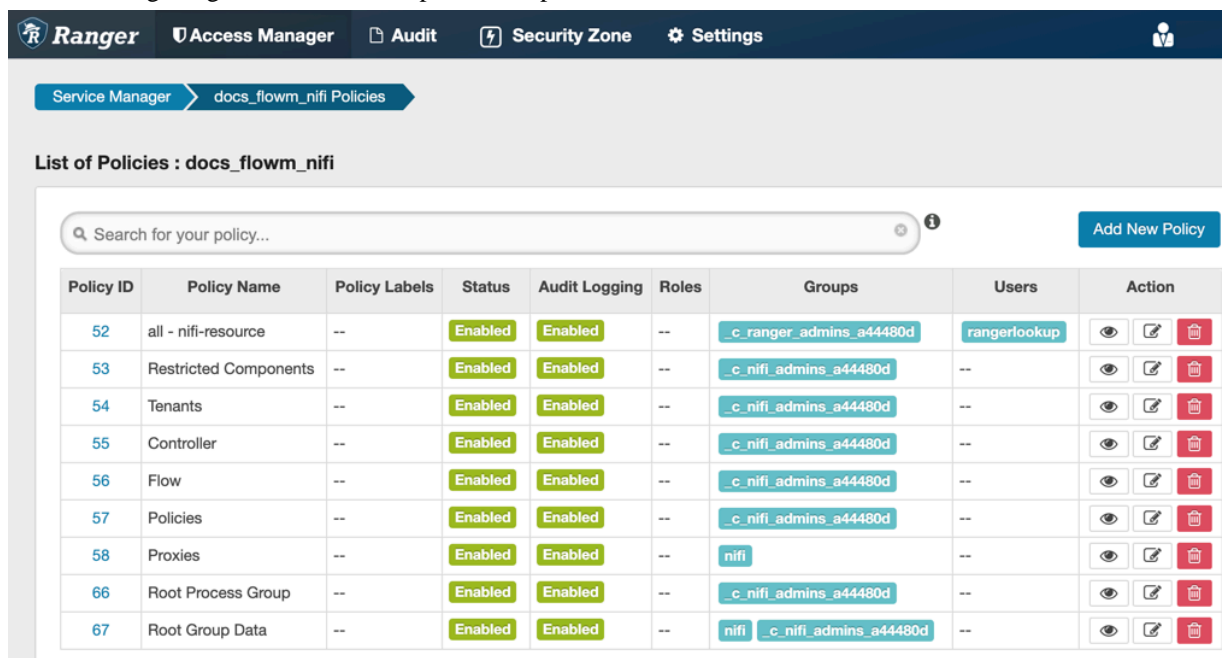 Ranger Access Manager Audit Security Zone Settings
Service Manager docs_flowm_nifi Policies
List of Policies : docs_flowm_nifi
Search for your policy... Add New Policy
Policy ID Policy Name Policy Labels Status Audit Logging Roles Groups Users Action
52 all - nifi-resource -- Enabled Enabled -- _c_ranger_admins_a44480d rangerlookup
53 Restricted Components -- Enabled Enabled -- _c_nifi_admins_a44480d --
54 Tenants -- Enabled Enabled -- _c_nifi_admins_a44480d --
55 Controller -- Enabled Enabled -- _c_nifi_admins_a44480d --
56 Flow -- Enabled Enabled -- _c_nifi_admins_a44480d --
57 Policies -- Enabled Enabled -- _c_nifi_admins_a44480d --
58 Proxies -- Enabled Enabled -- nifi --
66 Root Process Group -- Enabled Enabled -- _c_nifi_admins_a44480d --
67 Root Group Data -- Enabled Enabled -- nifi _c_nifi_admins_a44480d --